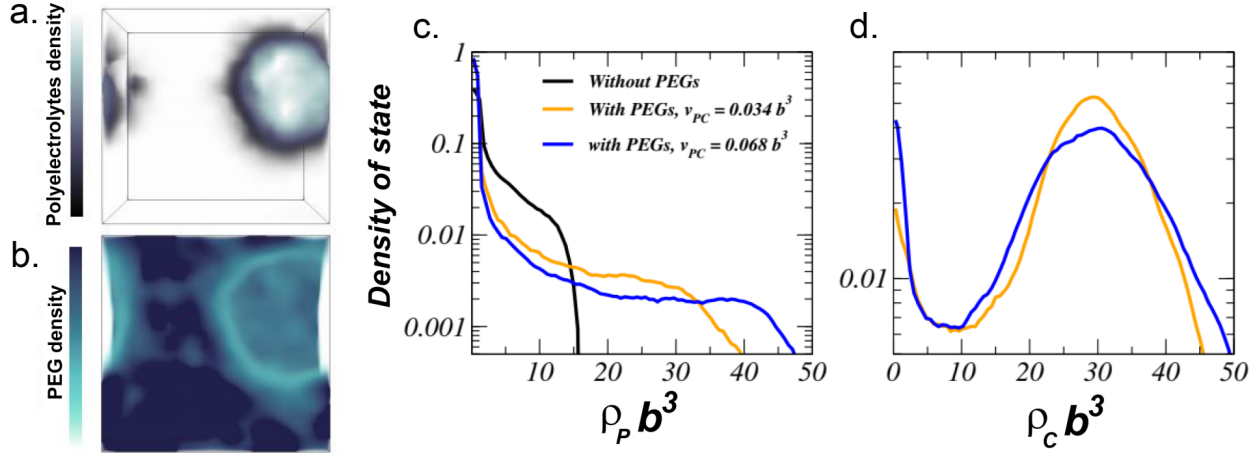 a.
Polyelectrolytes density
b.
PEG density
c.
Density of state
1
0.1
0.01
0.001
Without PEGs
With PEGs, v_PC = 0.034 b^3
with PEGs, v_PC = 0.068 b^3
10 20 30 40 50
ρ_P b^3
d.
0.01
0 10 20 30 40 50
ρ_C b^3